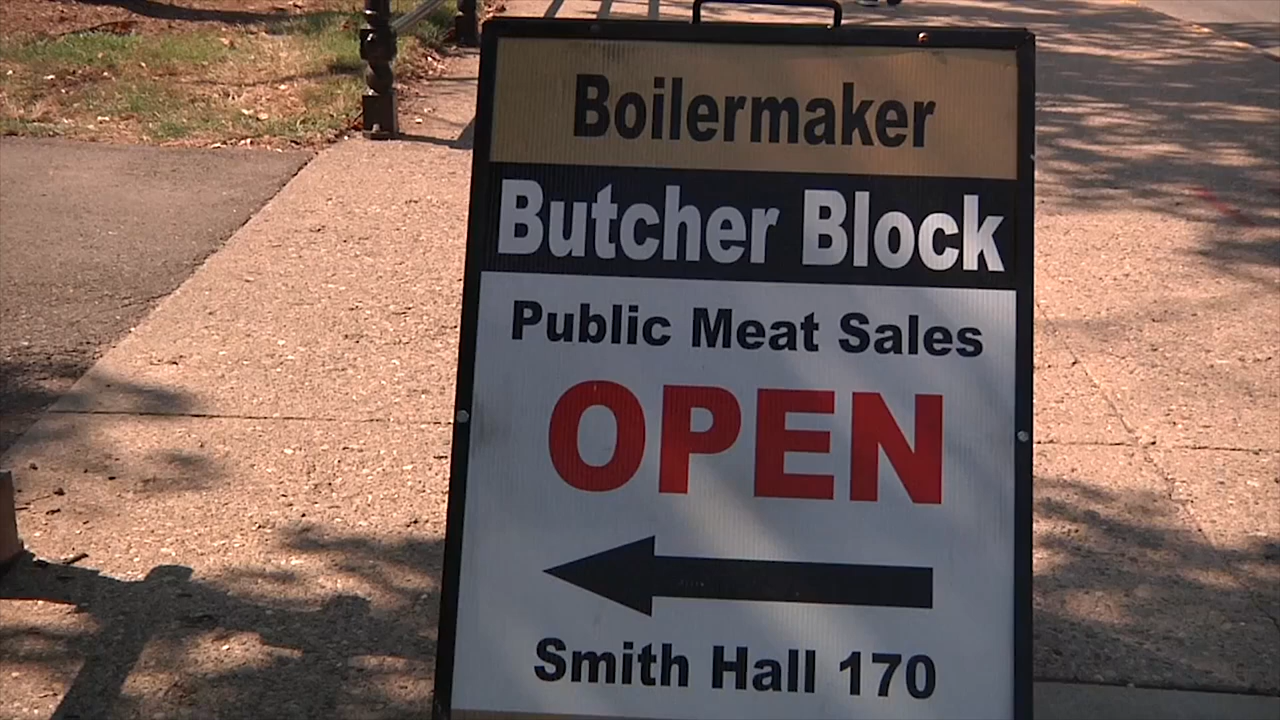 Boilermaker
Butcher Block
Public Meat Sales
OPEN
Smith Hall 170